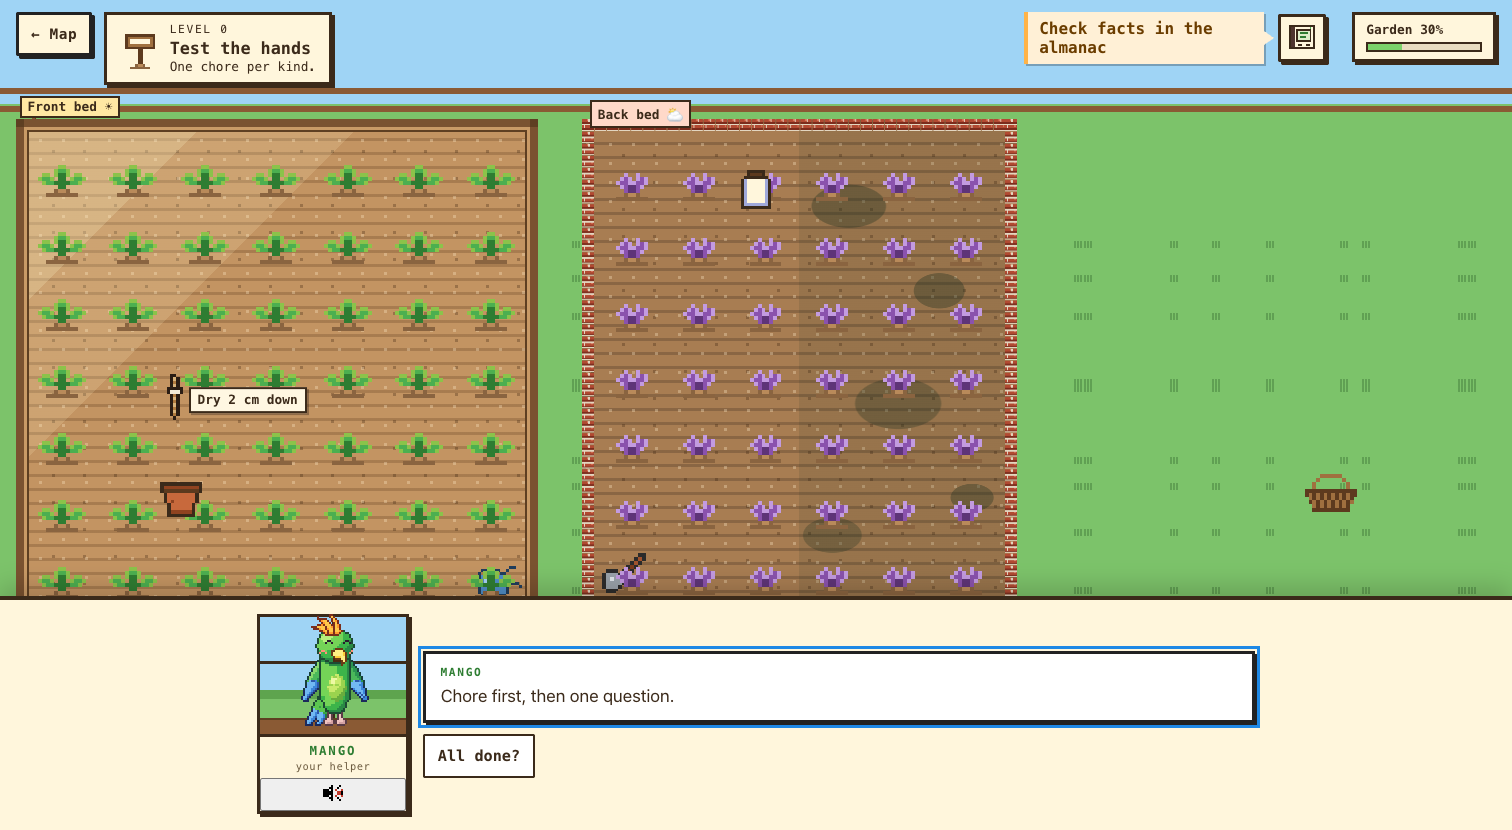 ← Map
LEVEL 0
Test the hands
One chore per kind.
Check facts in the
almanac
Garden 30%
Front bed ☀
Back bed ⛅
Dry 2 cm down
MANGO
Chore first, then one question.
MANGO
your helper
All done?